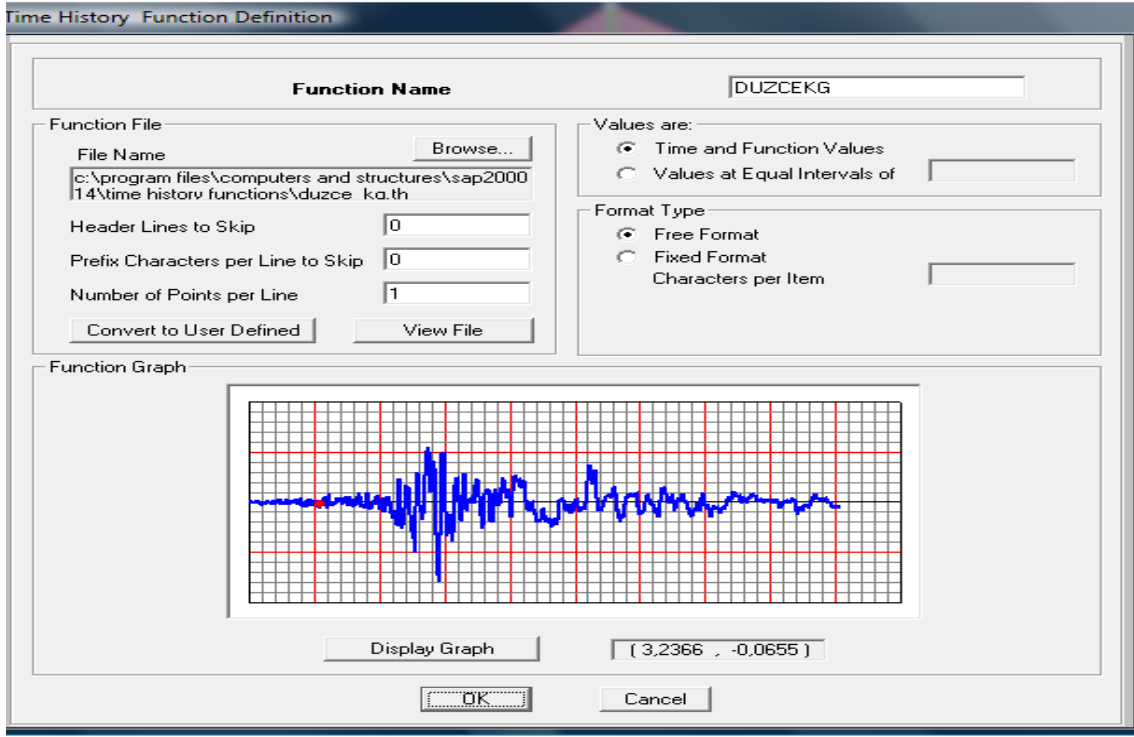 Time History Function Definition
Function Name
DUZCEKG
Function File
File Name
Browse...
c:\program files\computers and structures\sap2000
14\time history functions\duzce_kg.th
Header Lines to Skip
0
Prefix Characters per Line to Skip
0
Number of Points per Line
1
Convert to User Defined
View File
Values are:
Time and Function Values
Values at Equal Intervals of
Format Type
Free Format
Fixed Format
Characters per Item
Function Graph
Display Graph
( 3,2366 , -0,0655 )
OK
Cancel